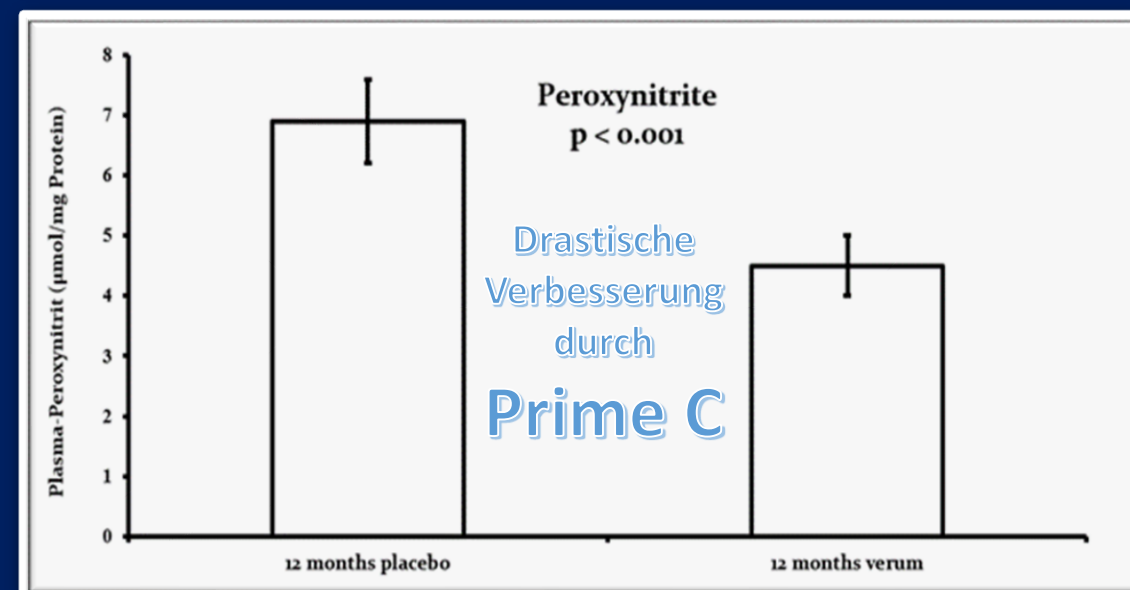 8
7
6
5
4
3
2
1
0
Plasma-Peroxynitrit (µmol/mg Protein)
Peroxynitrite
p < 0.001
Drastische
Verbesserung
durch
Prime C
12 months placebo
12 months verum